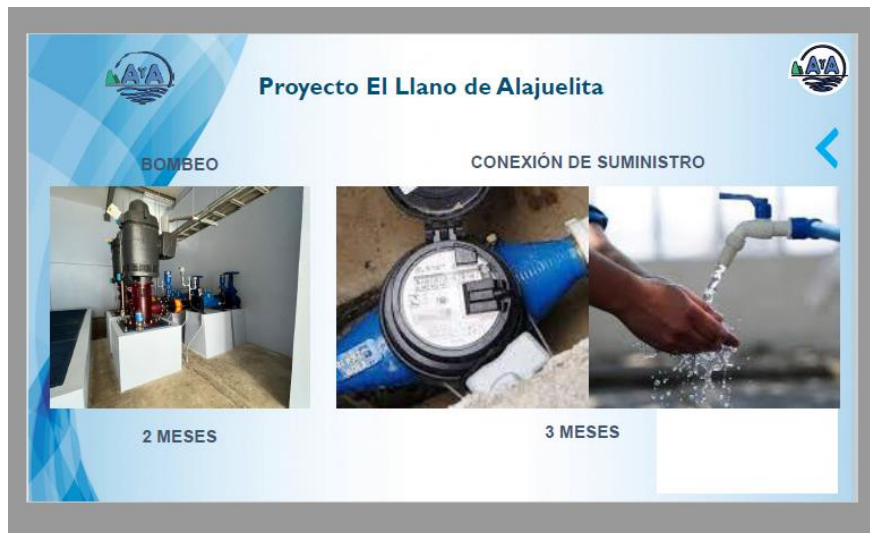 AyA
AyA
Proyecto El Llano de Alajuelita
BOMBEO
CONEXIÓN DE SUMINISTRO
2 MESES
3 MESES